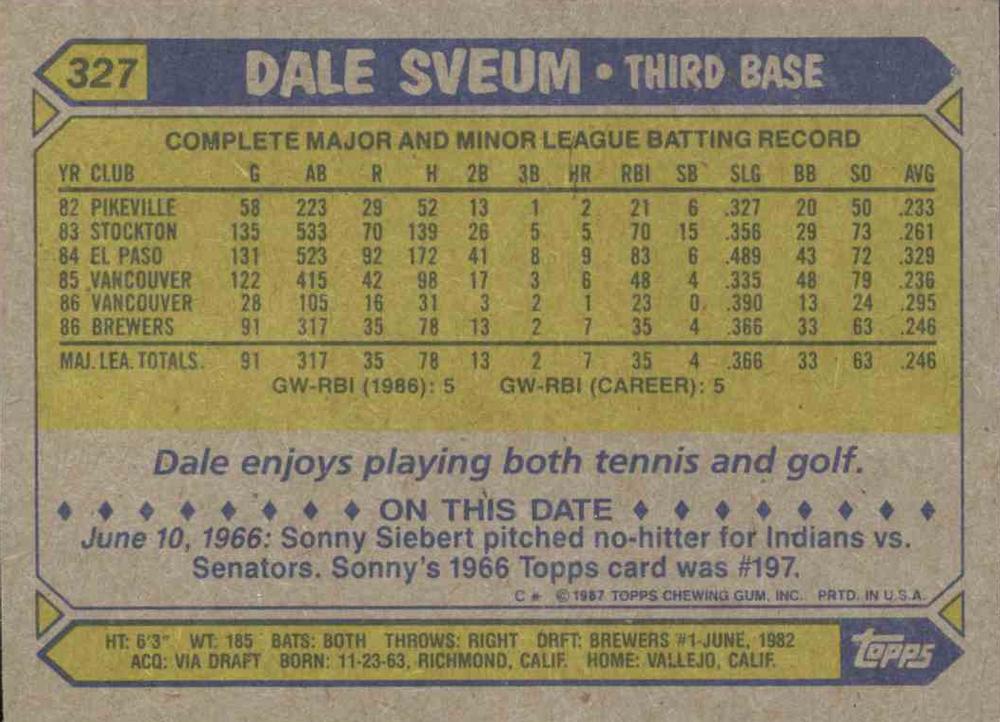 327 DALE SVEUM • THIRD BASE
COMPLETE MAJOR AND MINOR LEAGUE BATTING RECORD
YR CLUB G AB R H 2B 3B HR RBI SB SLG BB SO AVG
82 PIKEVILLE 58 223 29 52 13 1 2 21 6 .327 20 50 .233
83 STOCKTON 135 533 70 139 26 5 5 70 15 .356 29 73 .261
84 EL PASO 131 523 92 172 41 8 9 83 6 .489 43 72 .329
85 VANCOUVER 122 415 42 98 17 3 6 48 4 .335 48 79 .236
86 VANCOUVER 28 105 16 31 3 2 1 23 0 .390 13 24 .295
86 BREWERS 91 317 35 78 13 2 7 35 4 .366 33 63 .246
MAJ. LEA. TOTALS. 91 317 35 78 13 2 7 35 4 .366 33 63 .246
GW-RBI (1986): 5 GW-RBI (CAREER): 5
Dale enjoys playing both tennis and golf.
♦ ♦ ♦ ♦ ♦ ♦ ♦ ♦ ON THIS DATE ♦ ♦ ♦ ♦ ♦ ♦ ♦ ♦
June 10, 1966: Sonny Siebert pitched no-hitter for Indians vs.
Senators. Sonny's 1966 Topps card was #197.
C * © 1987 TOPPS CHEWING GUM, INC. PRTD. IN U.S.A.
HT: 6'3" WT: 185 BATS: BOTH THROWS: RIGHT DRFT: BREWERS #1-JUNE, 1982
ACQ: VIA DRAFT BORN: 11-23-63, RICHMOND, CALIF. HOME: VALLEJO, CALIF.
topps